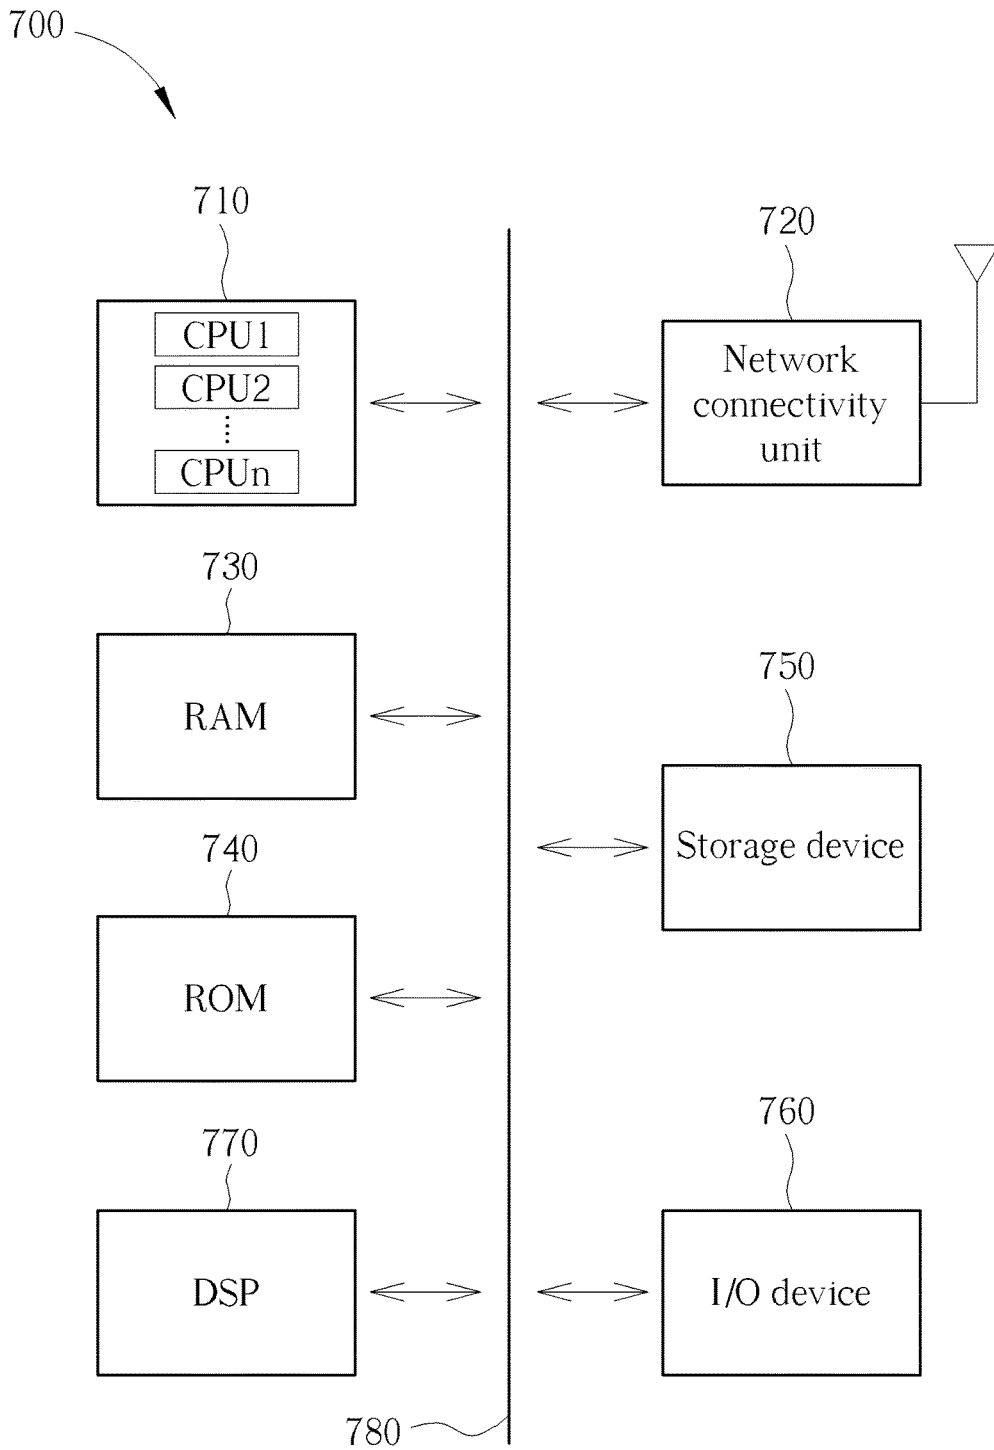 700
710
CPU1
CPU2
CPUn
720
Network
connectivity
unit
730
RAM
750
Storage device
740
ROM
770
DSP
760
I/O device
780